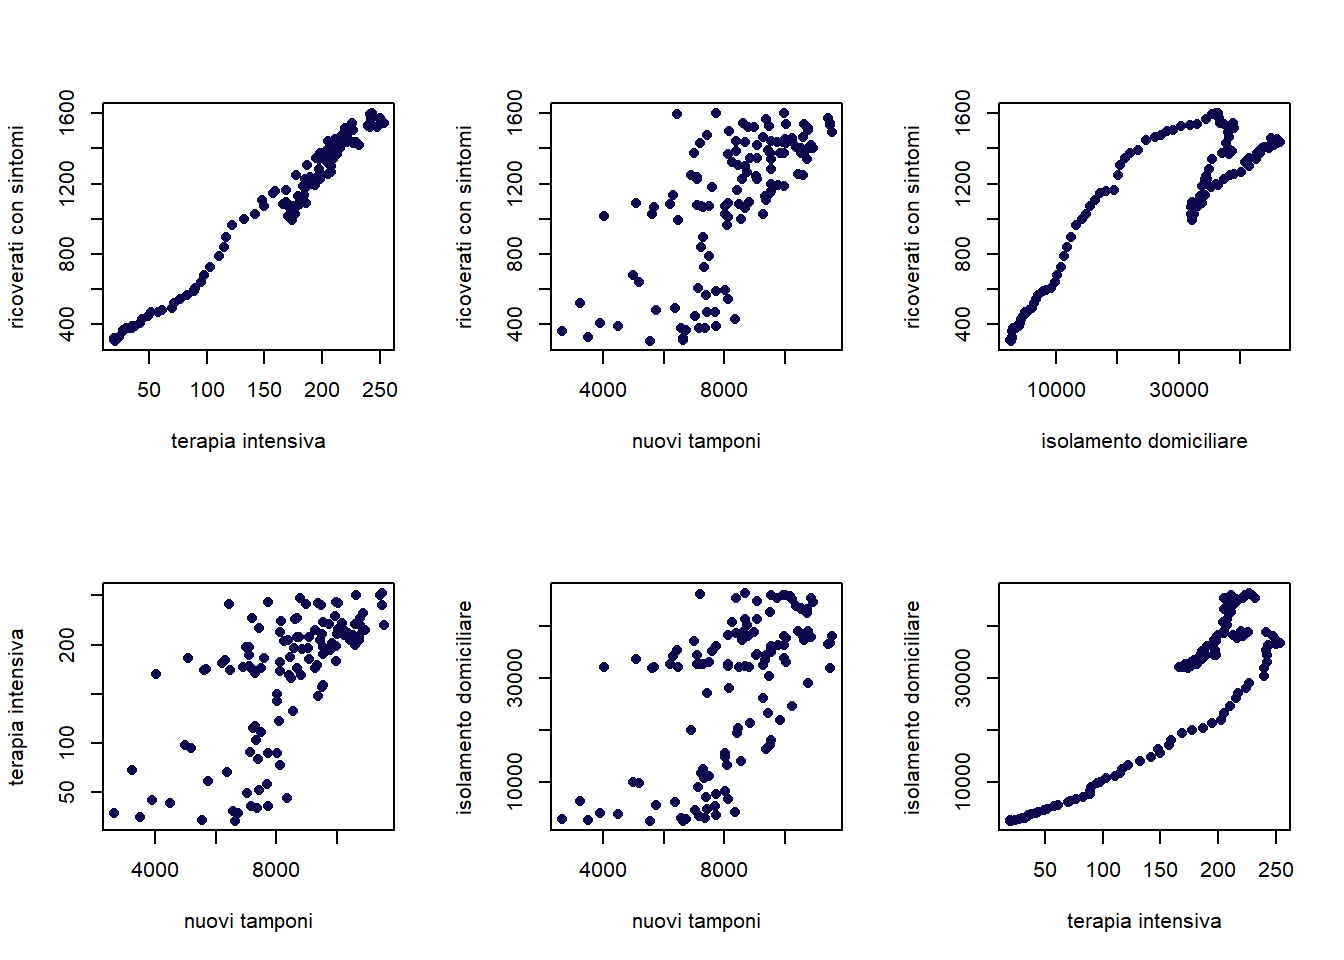 ricoverati con sintomi
1600
1200
800
400
50 100 150 200 250
terapia intensiva
ricoverati con sintomi
1600
1200
800
400
4000 8000
nuovi tamponi
ricoverati con sintomi
1600
1200
800
400
10000 30000
isolamento domiciliare
terapia intensiva
200
100
50
4000 8000
nuovi tamponi
isolamento domiciliare
30000
10000
4000 8000
nuovi tamponi
isolamento domiciliare
30000
10000
50 100 150 200 250
terapia intensiva